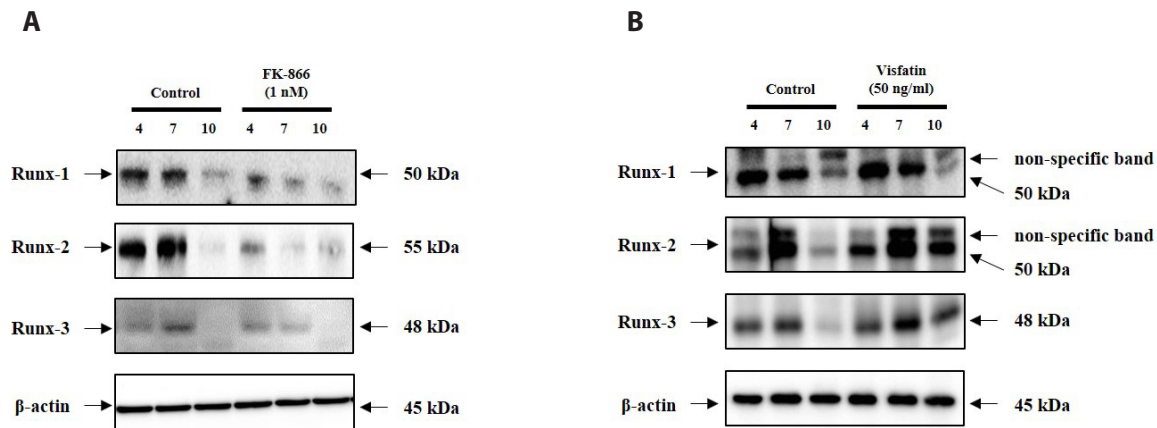 A
FK-866
Control (1 nM)
4 7 10 4 7 10
Runx-1 50 kDa
Runx-2 55 kDa
Runx-3 48 kDa
β-actin 45 kDa
B
Visfatin
Control (50 ng/ml)
4 7 10 4 7 10
non-specific band
Runx-1
50 kDa
non-specific band
Runx-2
50 kDa
Runx-3 48 kDa
β-actin 45 kDa